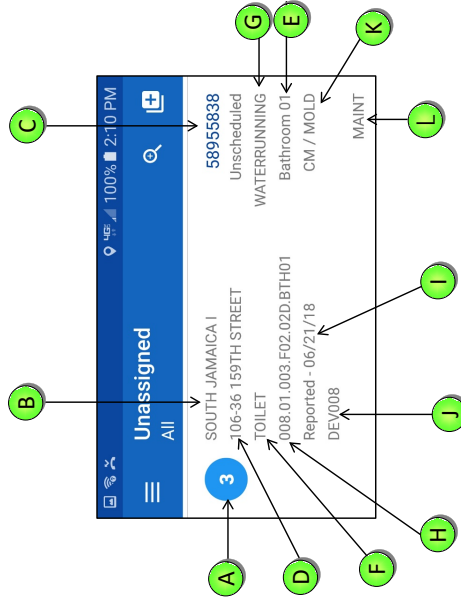 4GE 100% 2:10 PM
Unassigned
All
3
SOUTH JAMAICA I
58955838
106-36 159TH STREET
Unscheduled
TOILET
WATERRUNNING
008.01.003.F02.02D.BTH01
Bathroom 01
Reported - 06/21/18
CM / MOLD
DEV008
MAINT
A
B
C
D
E
F
G
H
I
J
K
L